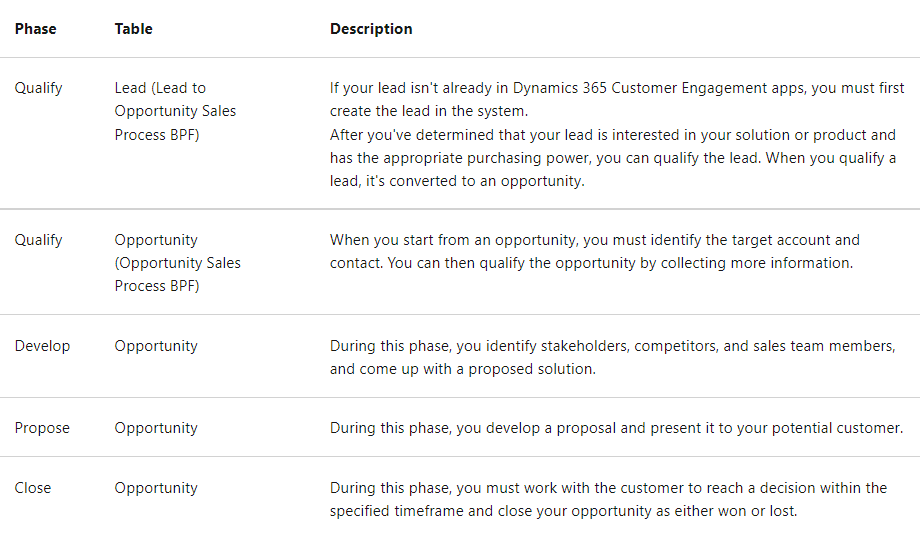 Phase Table Description
Qualify Lead (Lead to If your lead isn't already in Dynamics 365 Customer Engagement apps, you must first
Opportunity Sales create the lead in the system.
Process BPF) After you've determined that your lead is interested in your solution or product and
has the appropriate purchasing power, you can qualify the lead. When you qualify a
lead, it's converted to an opportunity.
Qualify Opportunity When you start from an opportunity, you must identify the target account and
(Opportunity Sales contact. You can then qualify the opportunity by collecting more information.
Process BPF)
Develop Opportunity During this phase, you identify stakeholders, competitors, and sales team members,
and come up with a proposed solution.
Propose Opportunity During this phase, you develop a proposal and present it to your potential customer.
Close Opportunity During this phase, you must work with the customer to reach a decision within the
specified timeframe and close your opportunity as either won or lost.